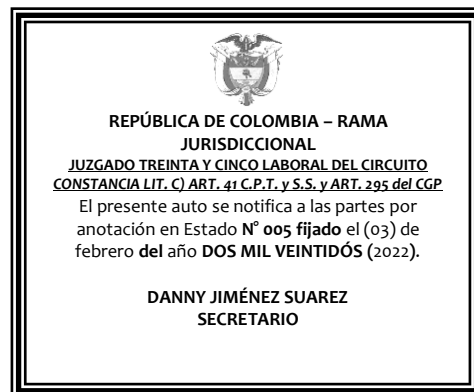 REPÚBLICA DE COLOMBIA – RAMA
JURISDICCIONAL
JUZGADO TREINTA Y CINCO LABORAL DEL CIRCUITO
CONSTANCIA LIT. C) ART. 41 C.P.T. y S.S. y ART. 295 del CGP
El presente auto se notifica a las partes por
anotación en Estado N° 005 fijado el (03) de
febrero del año DOS MIL VEINTIDÓS (2022).
DANNY JIMÉNEZ SUAREZ
SECRETARIO